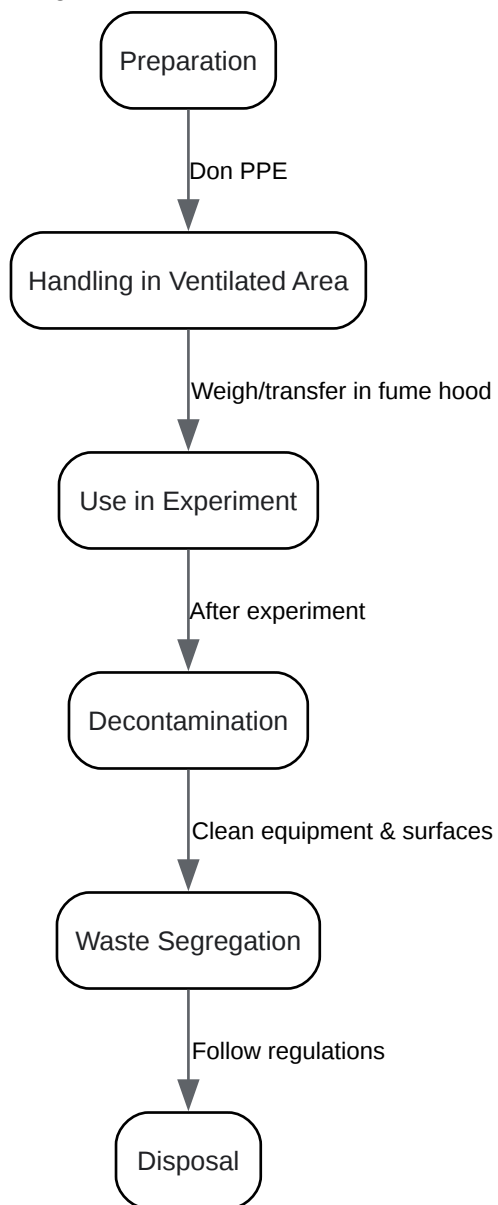 Preparation
Don PPE
Handling in Ventilated Area
Weigh/transfer in fume hood
Use in Experiment
After experiment
Decontamination
Clean equipment & surfaces
Waste Segregation
Follow regulations
Disposal